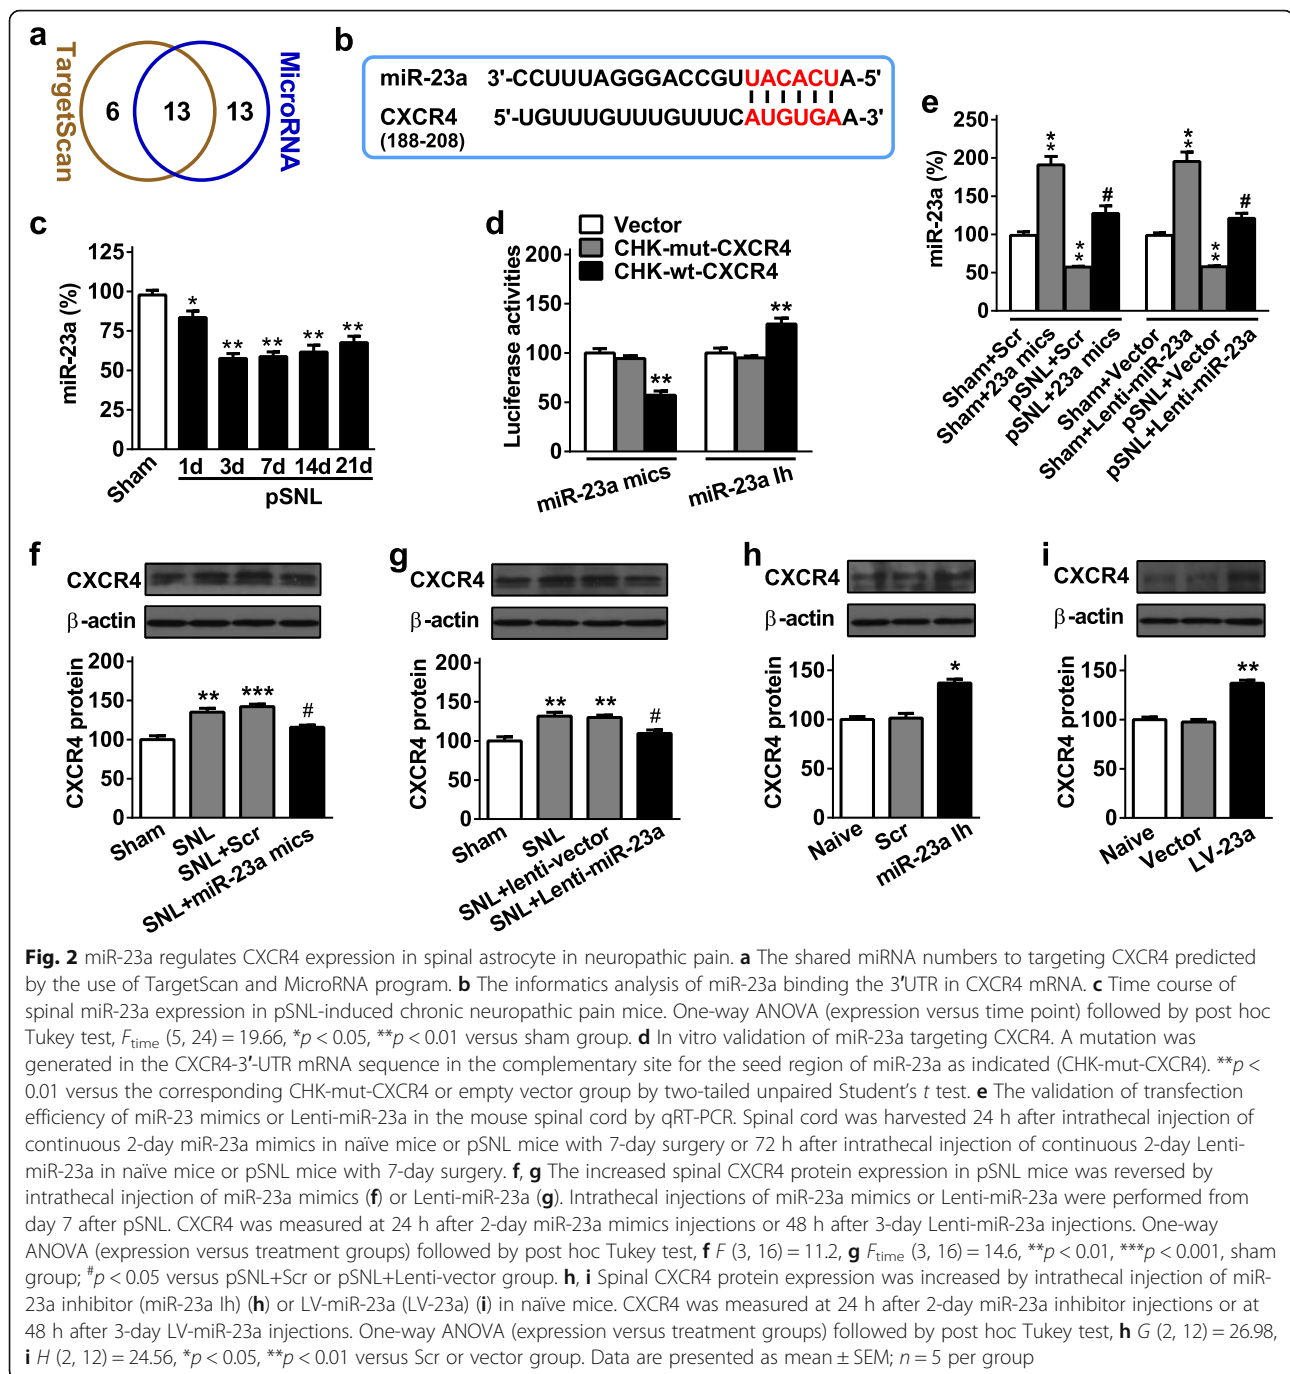 a
TargetScan
6
13
13
MicroRNA
b
miR-23a 3'-CCUUUAGGGACCGUUACACUA-5'
CXCR4 5'-UGUUUGUUUGUUUCAUGUGAA-3'
(188-208)
c
miR-23a (%)
125
100
75
50
25
0
*
**
**
**
**
Sham
1d 3d 7d 14d 21d
pSNL
d
Vector
CHK-mut-CXCR4
CHK-wt-CXCR4
Luciferase activities
200
150
100
50
0
**
**
miR-23a mics
miR-23a Ih
e
miR-23a (%)
250
200
150
100
50
0
**
**
#
**
**
#
Sham+Scr
Sham+23a mics
pSNL+Scr
pSNL+23a mics
Sham+Vector
Sham+Lenti-miR-23a
pSNL+Vector
pSNL+Lenti-miR-23a
f
CXCR4
β-actin
CXCR4 protein
200
150
100
50
0
**
***
#
Sham
SNL
SNL+Scr
SNL+miR-23a mics
g
CXCR4
β-actin
CXCR4 protein
200
150
100
50
0
**
**
#
Sham
SNL
SNL+lenti-vector
SNL+Lenti-miR-23a
h
CXCR4
β-actin
CXCR4 protein
150
100
50
0
*
Naive
Scr
miR-23a Ih
i
CXCR4
β-actin
CXCR4 protein
150
100
50
0
**
Naive
Vector
LV-23a
Fig. 2 miR-23a regulates CXCR4 expression in spinal astrocyte in neuropathic pain. a The shared miRNA numbers to targeting CXCR4 predicted
by the use of TargetScan and MicroRNA program. b The informatics analysis of miR-23a binding the 3′UTR in CXCR4 mRNA. c Time course of
spinal miR-23a expression in pSNL-induced chronic neuropathic pain mice. One-way ANOVA (expression versus time point) followed by post hoc
Tukey test, Ftime (5, 24) = 19.66, *p < 0.05, **p < 0.01 versus sham group. d In vitro validation of miR-23a targeting CXCR4. A mutation was
generated in the CXCR4-3′-UTR mRNA sequence in the complementary site for the seed region of miR-23a as indicated (CHK-mut-CXCR4). **p <
0.01 versus the corresponding CHK-mut-CXCR4 or empty vector group by two-tailed unpaired Student's t test. e The validation of transfection
efficiency of miR-23 mimics or Lenti-miR-23a in the mouse spinal cord by qRT-PCR. Spinal cord was harvested 24 h after intrathecal injection of
continuous 2-day miR-23a mimics in naïve mice or pSNL mice with 7-day surgery or 72 h after intrathecal injection of continuous 2-day Lenti-
miR-23a in naïve mice or pSNL mice with 7-day surgery. f, g The increased spinal CXCR4 protein expression in pSNL mice was reversed by
intrathecal injection of miR-23a mimics (f) or Lenti-miR-23a (g). Intrathecal injections of miR-23a mimics or Lenti-miR-23a were performed from
day 7 after pSNL. CXCR4 was measured at 24 h after 2-day miR-23a mimics injections or 48 h after 3-day Lenti-miR-23a injections. One-way
ANOVA (expression versus treatment groups) followed by post hoc Tukey test, f F (3, 16) = 11.2, g Ftime (3, 16) = 14.6, **p < 0.01, ***p < 0.001, sham
group; #p < 0.05 versus pSNL+Scr or pSNL+Lenti-vector group. h, i Spinal CXCR4 protein expression was increased by intrathecal injection of miR-
23a inhibitor (miR-23a Ih) (h) or LV-miR-23a (LV-23a) (i) in naïve mice. CXCR4 was measured at 24 h after 2-day miR-23a inhibitor injections or at
48 h after 3-day LV-miR-23a injections. One-way ANOVA (expression versus treatment groups) followed by post hoc Tukey test, h G (2, 12) = 26.98,
i H (2, 12) = 24.56, *p < 0.05, **p < 0.01 versus Scr or vector group. Data are presented as mean ± SEM; n = 5 per group